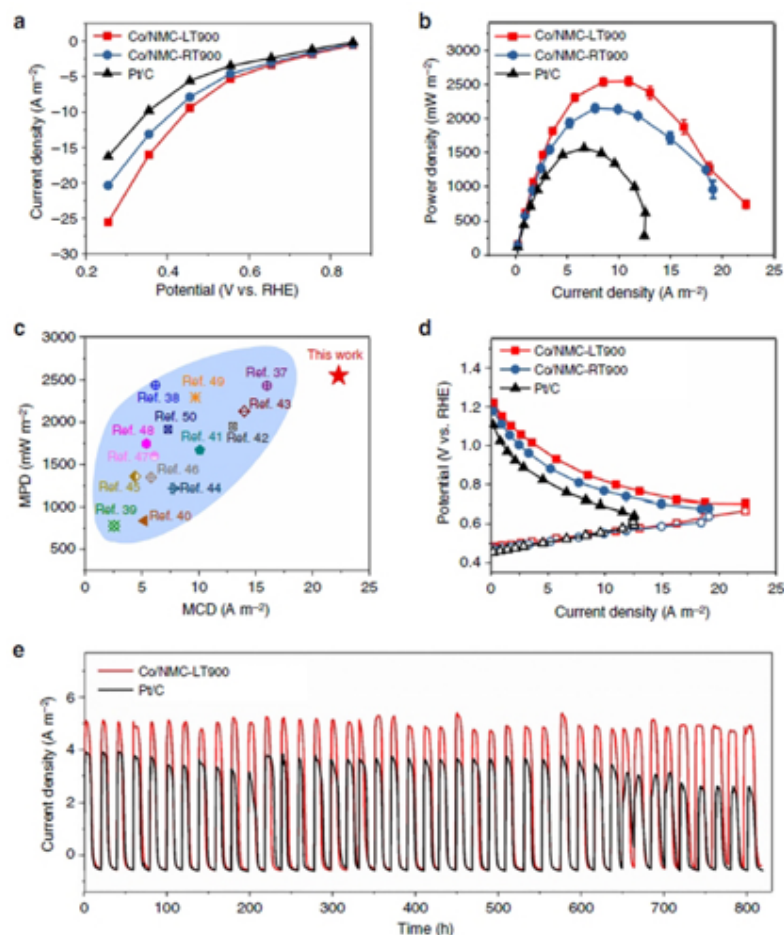 a
Co/NMC-LT900
Co/NMC-RT900
Pt/C
0
−5
−10
−15
−20
−25
−30
Current density (A m−2)
0.2 0.4 0.6 0.8 1.0
Potential (V vs. RHE)
b
Co/NMC-LT900
Co/NMC-RT900
Pt/C
3000
2500
2000
1500
1000
500
0
Power density (mW m−2)
0 5 10 15 20 25
Current density (A m−2)
c
3000
2500
2000
1500
1000
500
MPD (mW m−2)
This work
Ref. 49
Ref. 37
Ref. 38
Ref. 43
Ref. 50
Ref. 48
Ref. 41
Ref. 42
Ref. 47
Ref. 46
Ref. 45
Ref. 44
Ref. 39
Ref. 40
0 5 10 15 20 25
MCD (A m−2)
d
Co/NMC-LT900
Co/NMC-RT900
Pt/C
1.4
1.2
1.0
0.8
0.6
0.4
Potential (V vs. RHE)
0 5 10 15 20 25
Current density (A m−2)
e
Co/NMC-LT900
Pt/C
6
4
2
0
Current density (A m−2)
0 100 200 300 400 500 600 700 800
Time (h)